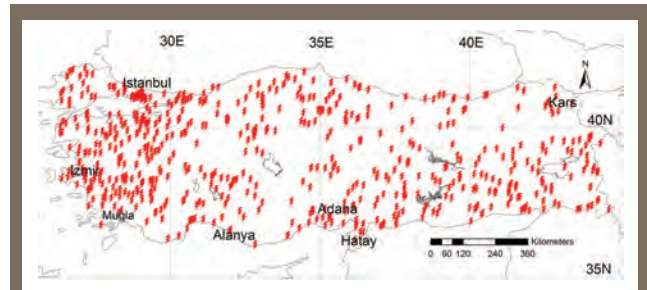 30E 35E 40E
N
Istanbul
Kars
40N
Izmir
Mugla
Adana
Alanya
Hatay
Kilometers
0 60 120 240 360
35N